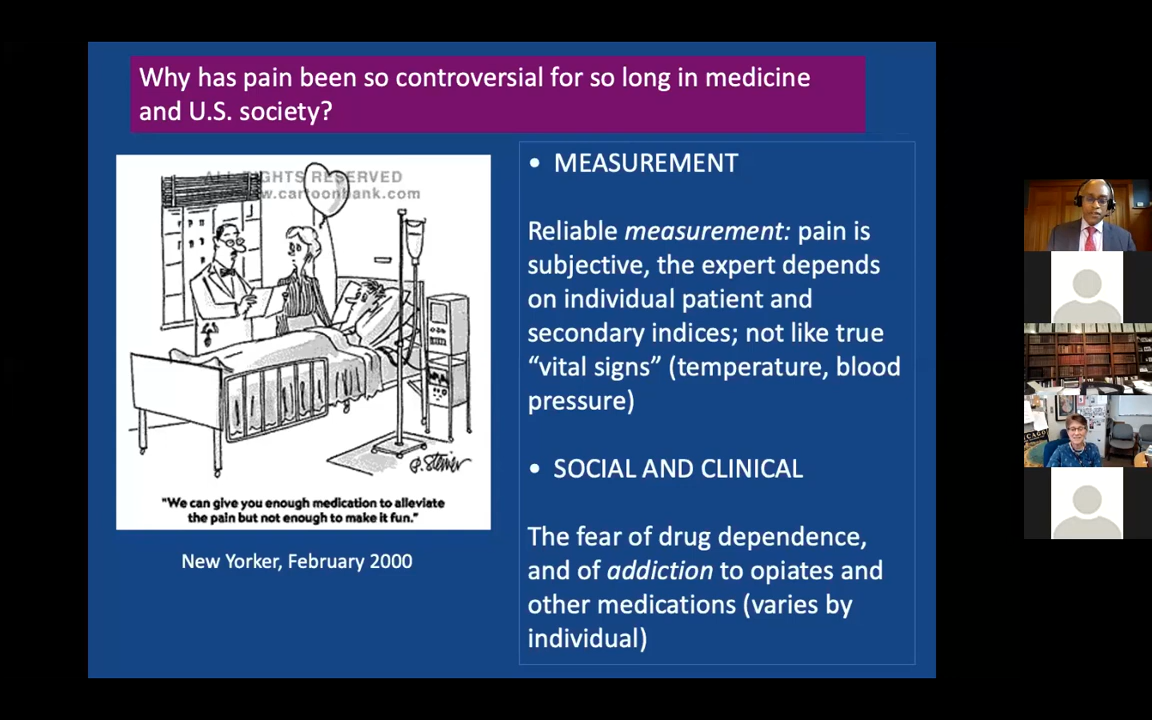 Why has pain been so controversial for so long in medicine
and U.S. society?
ALL RIGHTS RESERVED
www.cartoonbank.com
P. Steiner
"We can give you enough medication to alleviate
the pain but not enough to make it fun."
New Yorker, February 2000
• MEASUREMENT
Reliable measurement: pain is
subjective, the expert depends
on individual patient and
secondary indices; not like true
“vital signs” (temperature, blood
pressure)
• SOCIAL AND CLINICAL
The fear of drug dependence,
and of addiction to opiates and
other medications (varies by
individual)